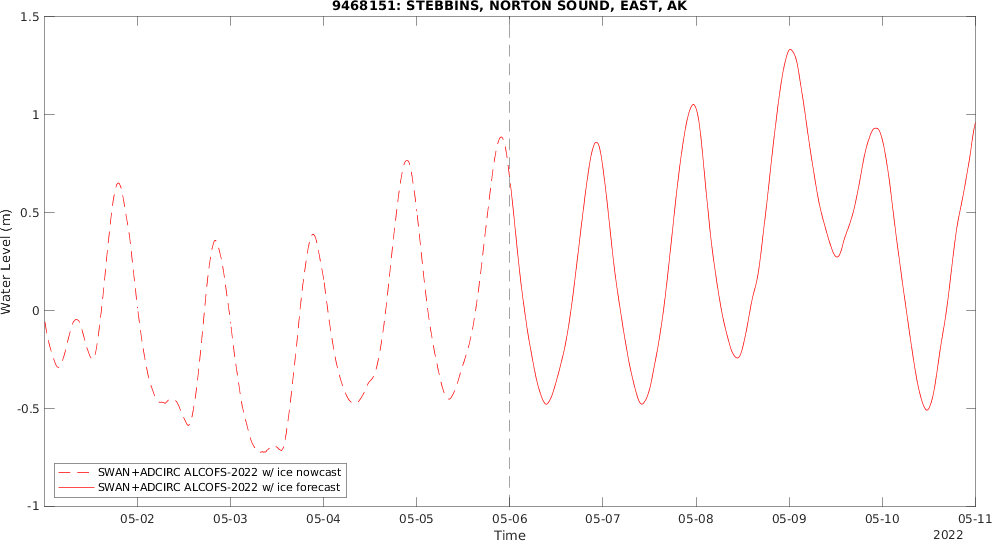 9468151: STEBBINS, NORTON SOUND, EAST, AK
1.5
1
0.5
0
-0.5
-1
Water Level (m)
SWAN+ADCIRC ALCOFS-2022 w/ ice nowcast
SWAN+ADCIRC ALCOFS-2022 w/ ice forecast
05-02 05-03 05-04 05-05 05-06 05-07 05-08 05-09 05-10 05-11
Time
2022